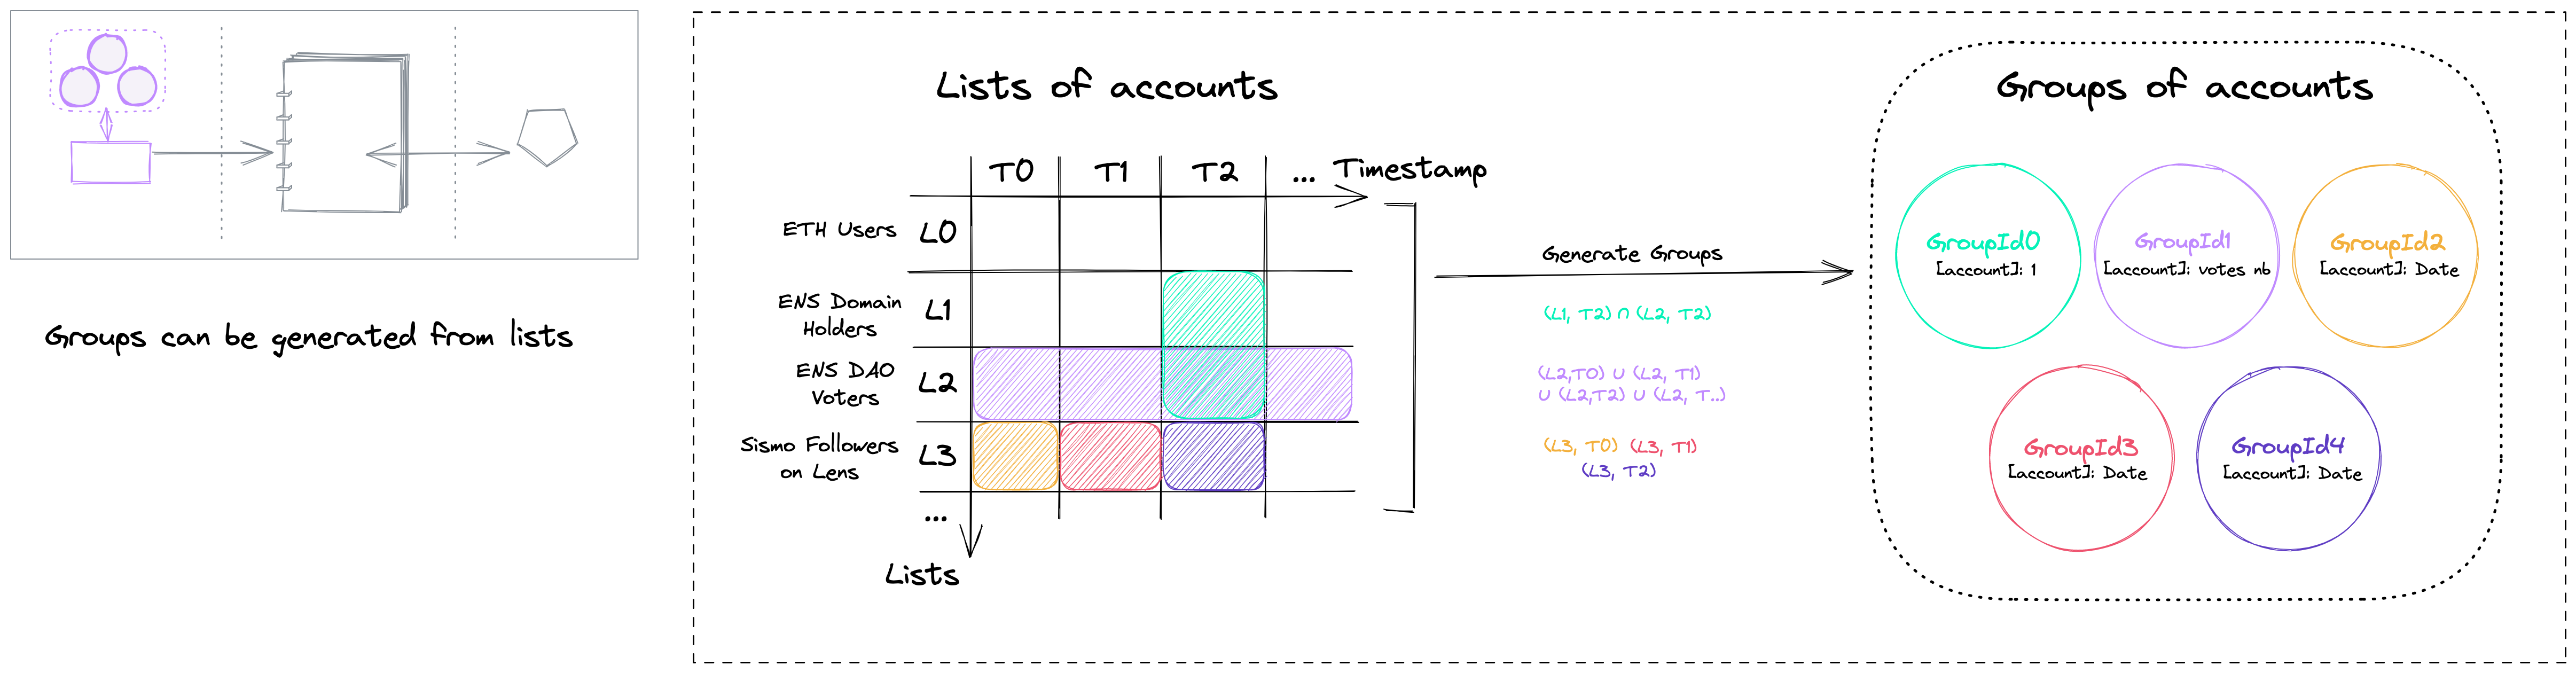 Groups can be generated from lists
Lists of accounts
T0 T1 T2 ... Timestamp
ETH Users L0
ENS Domain
Holders
L1
ENS DAO
Voters
L2
Sismo Followers
on Lens
L3
...
Lists
Generate Groups
(L1, T2) ∩ (L2, T2)
(L2,T0) ∪ (L2, T1)
∪ (L2,T2) ∪ (L2, T..)
(L3, T0) (L3, T1)
(L3, T2)
Groups of accounts
GroupId0
[account]: 1
GroupId1
[account]: votes nb
GroupId2
[account]: Date
GroupId3
[account]: Date
GroupId4
[account]: Date